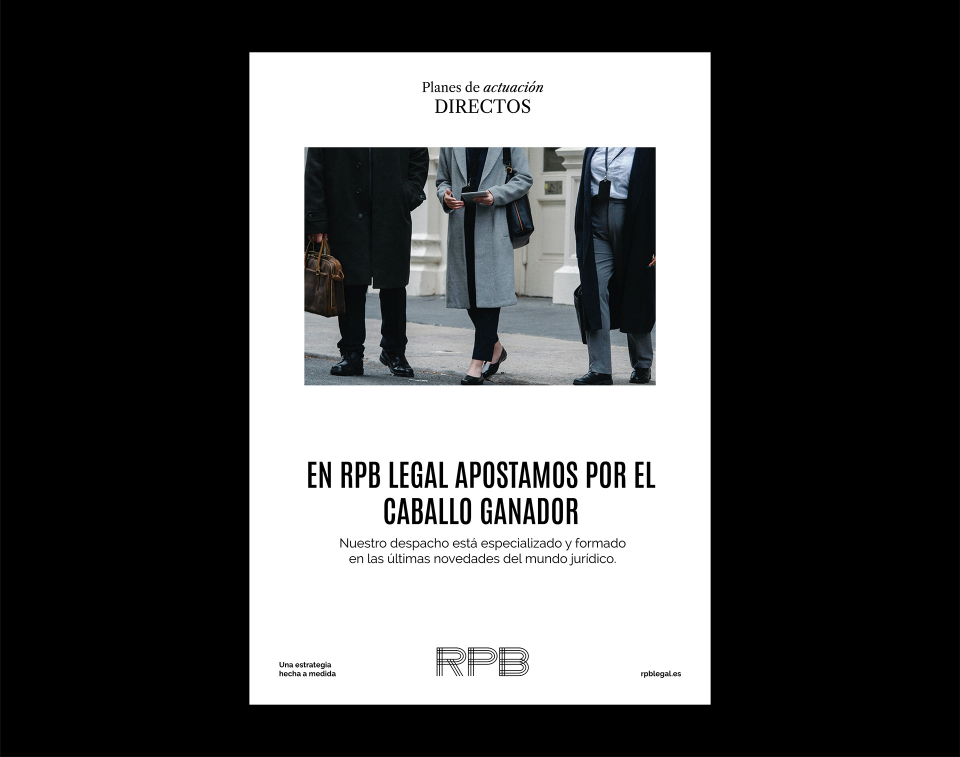 Planes de actuación
DIRECTOS
EN RPB LEGAL APOSTAMOS POR EL
CABALLO GANADOR
Nuestro despacho está especializado y formado
en las últimas novedades del mundo jurídico.
Una estrategia
hecha a medida
RPB
rpblegal.es